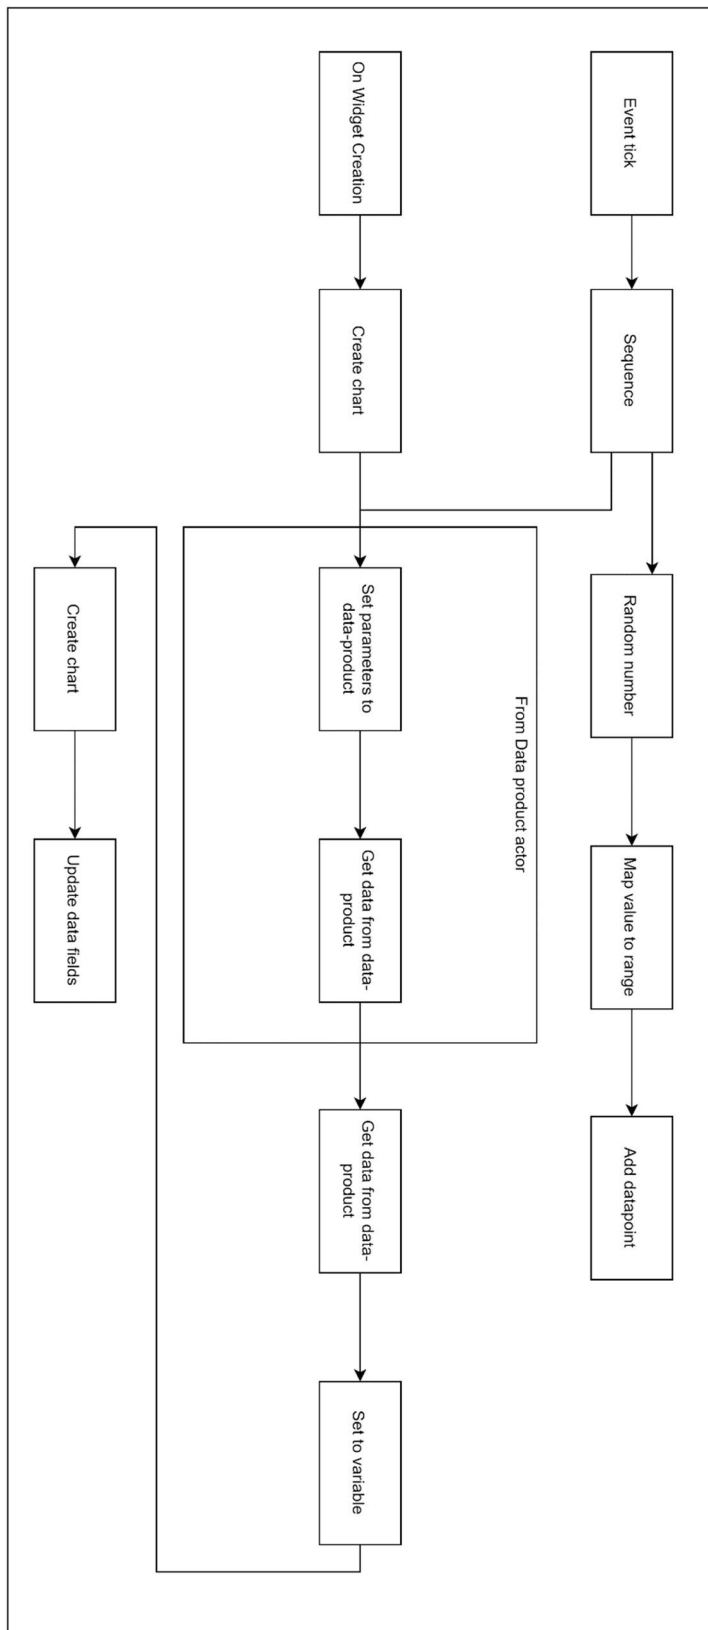 Event tick
Sequence
Random number
Map value to range
Add datapoint
From Data product actor
On Widget Creation
Create chart
Set parameters to
data-product
Get data from data-
product
Get data from data-
product
Set to variable
Create chart
Update data fields